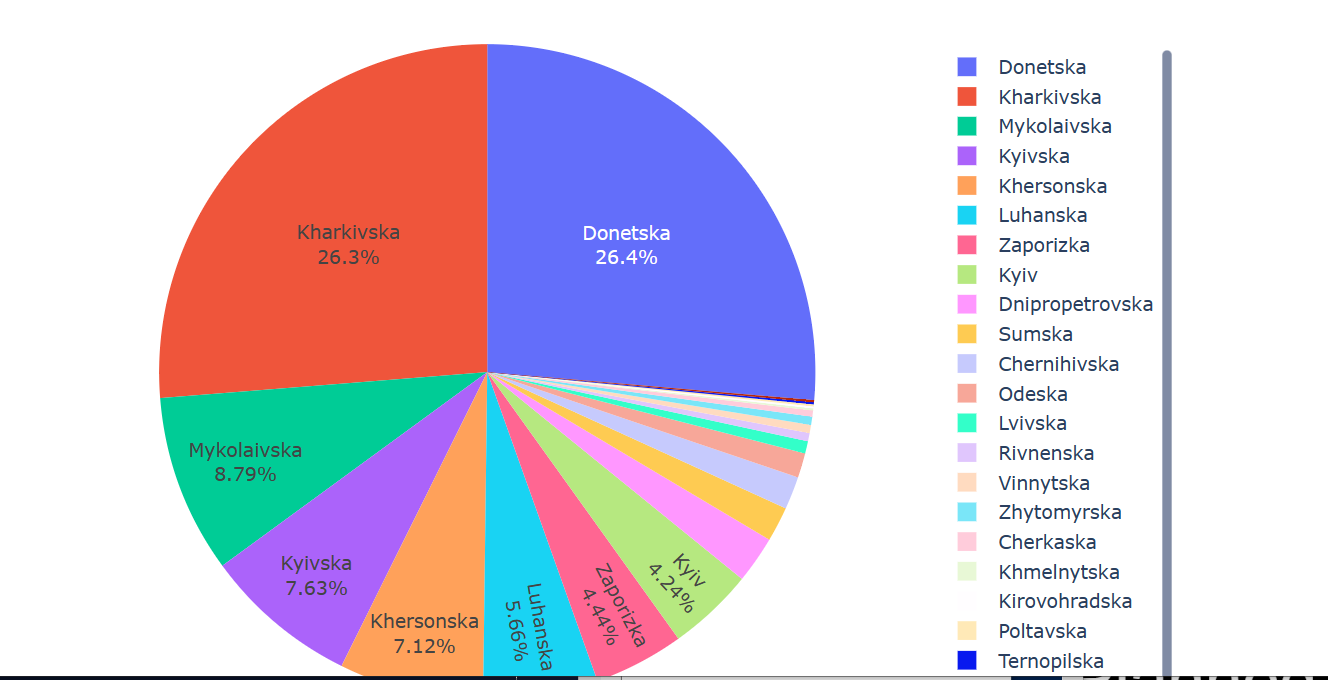 Kharkivska
26.3%
Donetska
26.4%
Mykolaivska
8.79%
Kyivska
7.63%
Khersonska
7.12%
Luhanska
5.66%
Zaporizka
4.44%
Kyiv
4.24%
Donetska
Kharkivska
Mykolaivska
Kyivska
Khersonska
Luhanska
Zaporizka
Kyiv
Dnipropetrovska
Sumska
Chernihivska
Odeska
Lvivska
Rivnenska
Vinnytska
Zhytomyrska
Cherkaska
Khmelnytska
Kirovohradska
Poltavska
Ternopilska